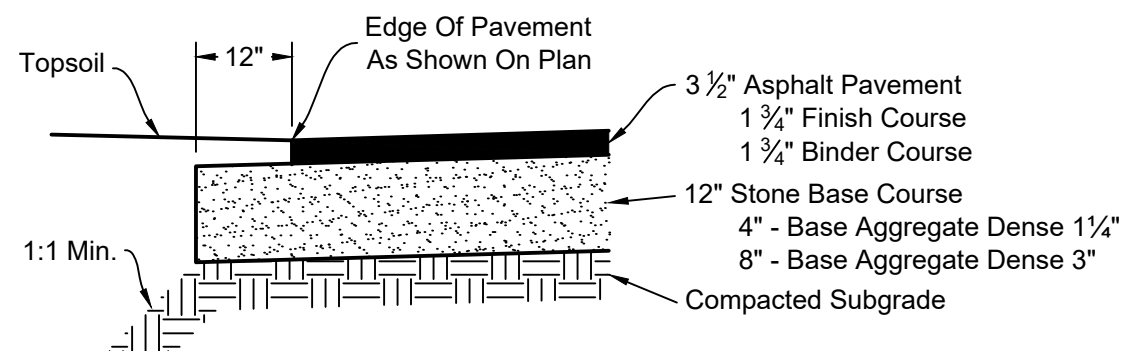 Edge Of Pavement
As Shown On Plan
12"
Topsoil
3 ½" Asphalt Pavement
1 ¾" Finish Course
1 ¾" Binder Course
12" Stone Base Course
4" - Base Aggregate Dense 1¼"
8" - Base Aggregate Dense 3"
1:1 Min.
Compacted Subgrade